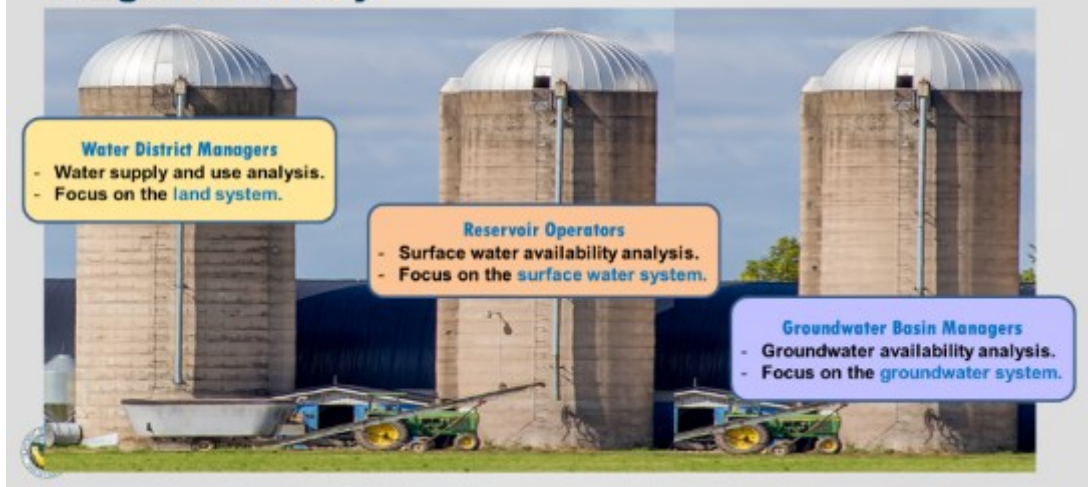 Water District Managers
- Water supply and use analysis.
- Focus on the land system.
Reservoir Operators
- Surface water availability analysis.
- Focus on the surface water system.
Groundwater Basin Managers
- Groundwater availability analysis.
- Focus on the groundwater system.